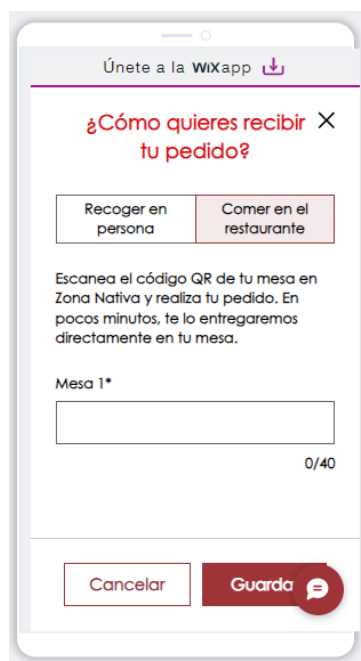 Únete a la WiXapp
¿Cómo quieres recibir
tu pedido?
Recoger en
persona
Comer en el
restaurante
Escanea el código QR de tu mesa en
Zona Nativa y realiza tu pedido. En
pocos minutos, te lo entregaremos
directamente en tu mesa.
Mesa 1*
0/40
Cancelar
Guarda